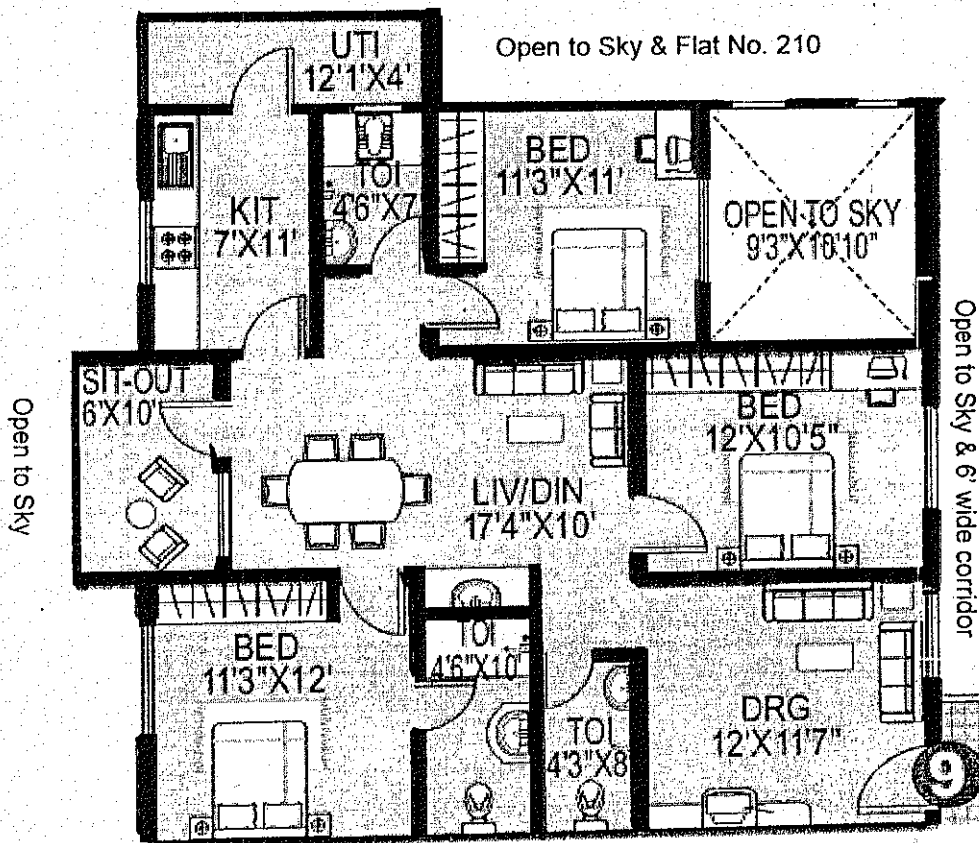 Open to Sky & Flat No. 210
UTI
12'1'X4'
BED
11'3"X11'
TOI
4'6"X7'
KIT
7'X11'
OPEN TO SKY
9'3"X10'10"
SIT-OUT
6'X10'
BED
12'X10'5"
LIV/DIN
17'4"X10'
Open to Sky
Open to Sky & 6' wide corridor
BED
11'3"X12'
TOI
4'6"X10'
TOI
4'3"X8
DRG
12'X11'7"
9